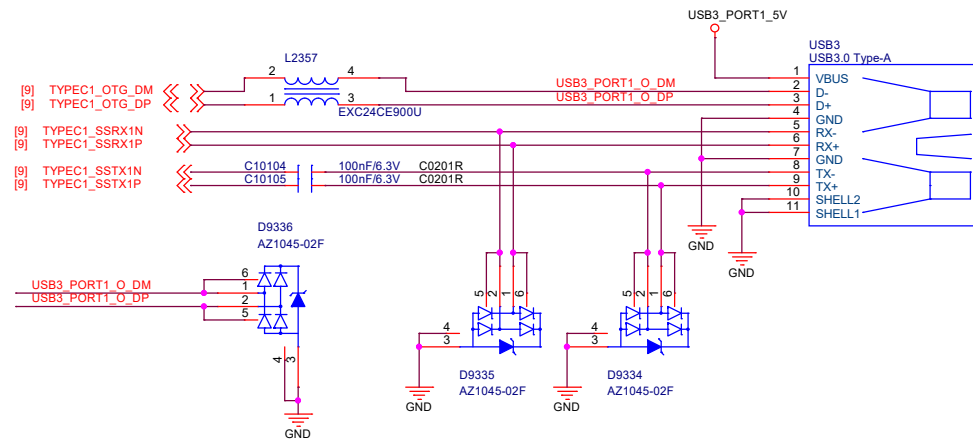 USB3_PORT1_5V
USB3
USB3.0 Type-A
L2357
2 4
1 3
EXC24CE900U
[9] TYPEC1_OTG_DM
[9] TYPEC1_OTG_DP
USB3_PORT1_O_DM
USB3_PORT1_O_DP
[9] TYPEC1_SSRX1N
[9] TYPEC1_SSRX1P
[9] TYPEC1_SSTX1N C10104 100nF/6.3V C0201R
[9] TYPEC1_SSTX1P C10105 100nF/6.3V C0201R
1 VBUS
2 D-
3 D+
4 GND
5 RX-
6 RX+
7 GND
8 TX-
9 TX+
10 SHELL2
11 SHELL1
GND
GND
D9336
AZ1045-02F
USB3_PORT1_O_DM
USB3_PORT1_O_DP
6
1
2
5
4 3
GND
5 2 1 6
4
3
D9335
AZ1045-02F
GND
5 2 1 6
4
3
D9334
AZ1045-02F
GND